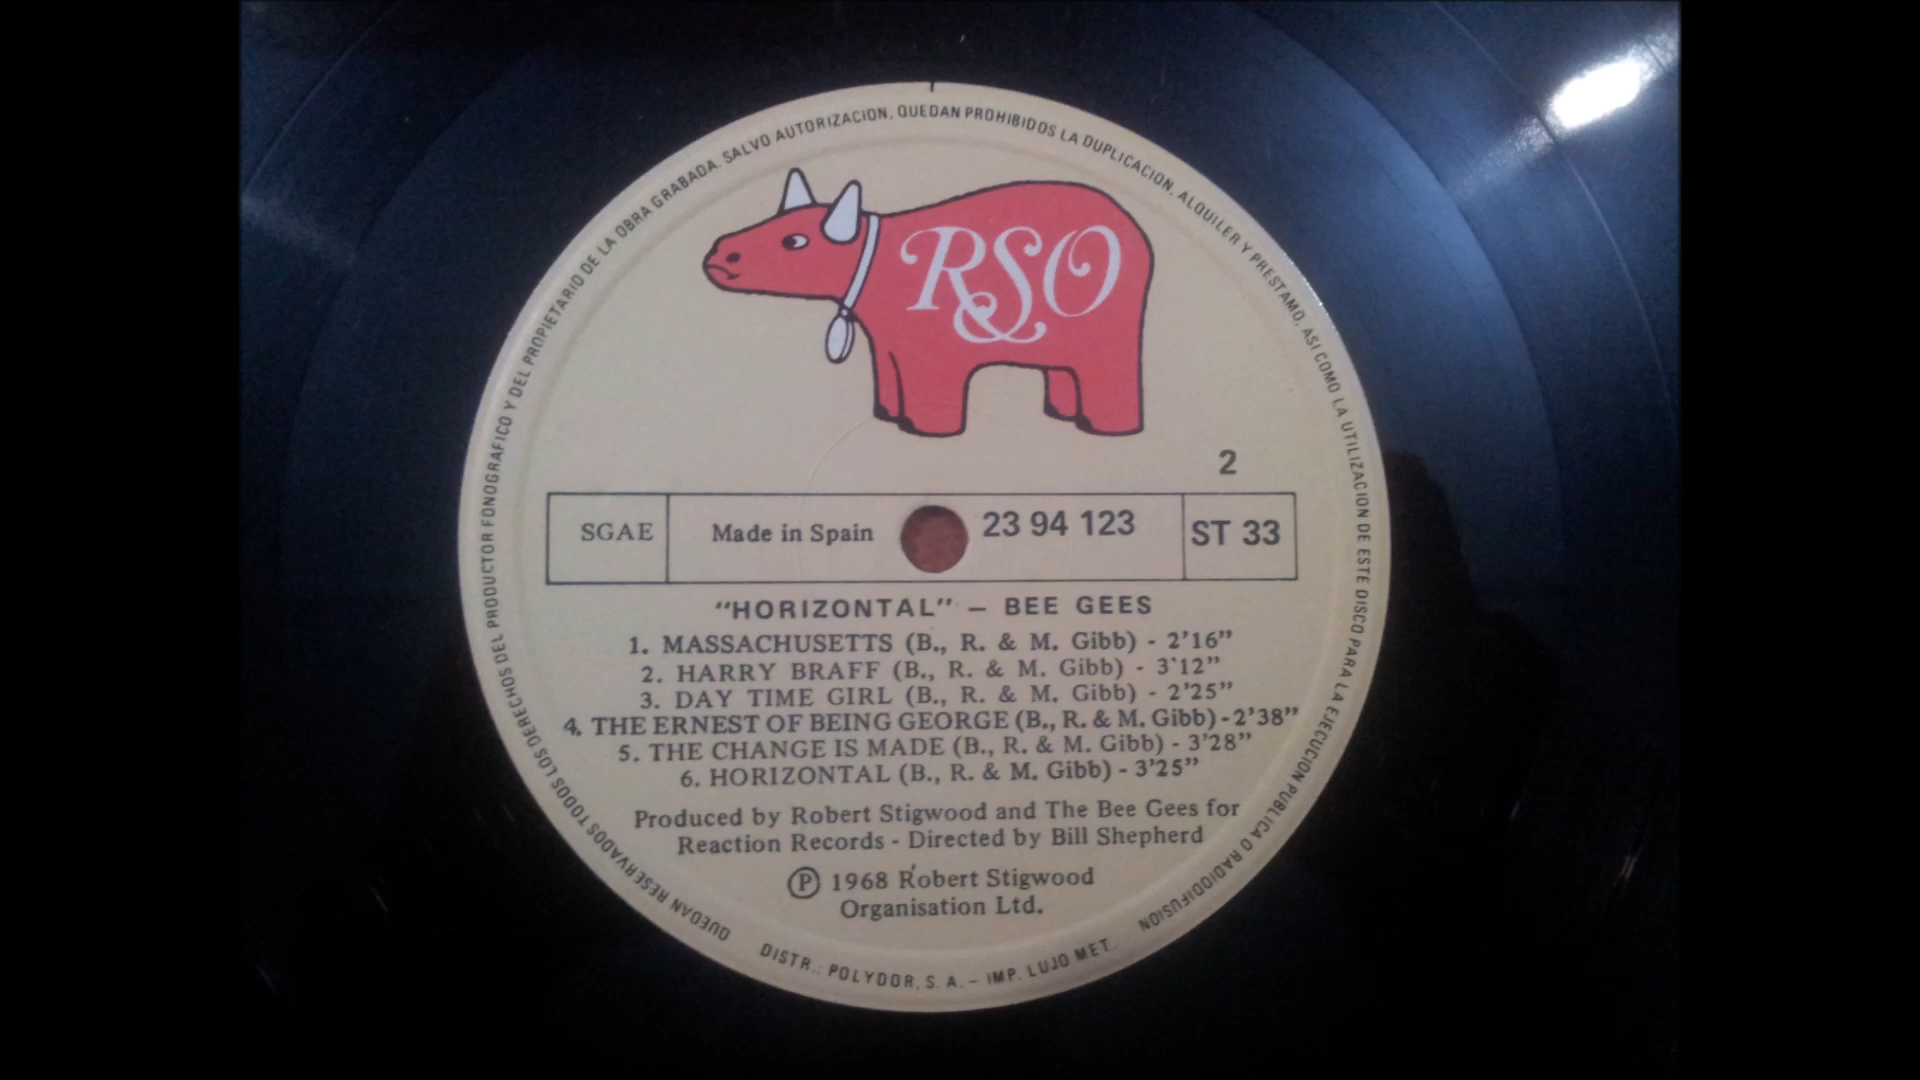 QUEDAN RESERVADOS TODOS LOS DERECHOS DEL PRODUCTOR FONOGRAFICO Y DEL PROPIETARIO DE LA OBRA GRABADA. SALVO AUTORIZACION, QUEDAN PROHIBIDOS LA DUPLICACION, ALQUILER Y PRESTAMO, ASI COMO LA UTILIZACION DE ESTE DISCO PARA LA EJECUCION PUBLICA O RADIODIFUSION
RSO
2
SGAE
Made in Spain
23 94 123
ST 33
"HORIZONTAL" – BEE GEES
1. MASSACHUSETTS (B., R. & M. Gibb) - 2'16"
2. HARRY BRAFF (B., R. & M. Gibb) - 3'12"
3. DAY TIME GIRL (B., R. & M. Gibb) - 2'25"
4. THE ERNEST OF BEING GEORGE (B., R. & M. Gibb) - 2'38"
5. THE CHANGE IS MADE (B., R. & M. Gibb) - 3'28"
6. HORIZONTAL (B., R. & M. Gibb) - 3'25"
Produced by Robert Stigwood and The Bee Gees for
Reaction Records - Directed by Bill Shepherd
Ⓟ 1968 Robert Stigwood
Organisation Ltd.
DISTR.: POLYDOR, S. A. – IMP. LUJO MET.